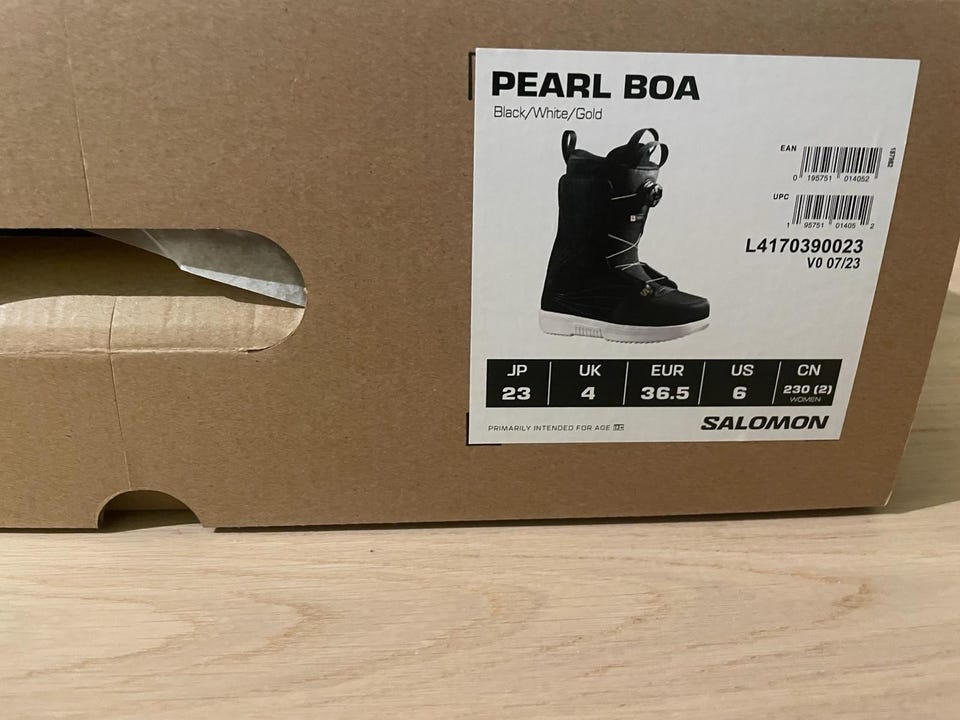 PEARL BOA
Black/White/Gold
EAN
0 195751 014052
187982
UPC
1 95751 01405 2
L4170390023
V0 07/23
JP UK EUR US CN
23 4 36.5 6 230 (2)
WOMEN
PRIMARILY INTENDED FOR AGE
SALOMON